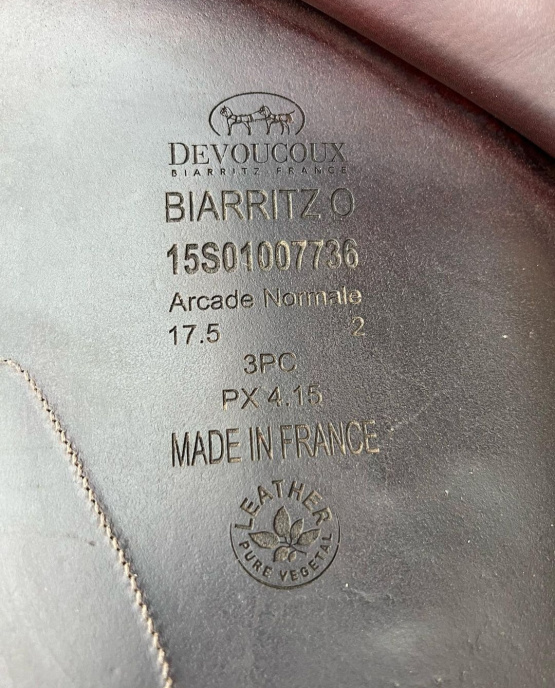 DEVOUCOUX
BIARRITZ FRANCE
BIARRITZ O
15S01007736
Arcade Normale
17.5 2
3PC
PX 4.15
MADE IN FRANCE
LEATHER
PURE VEGETAL